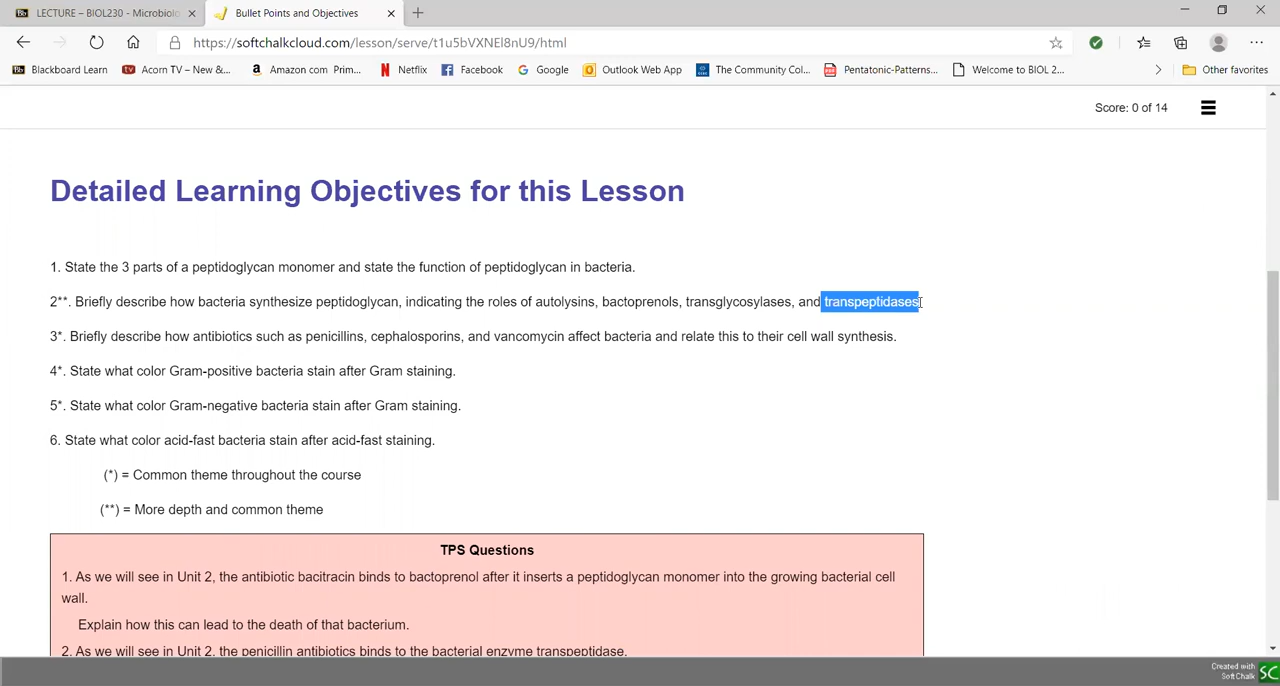 LECTURE – BIOL230 - Microbiolo
Bullet Points and Objectives
https://softchalkcloud.com/lesson/serve/t1u5bVXNEl8nU9/html
Bb Blackboard Learn
Acorn TV – New &...
Amazon com Prim...
Netflix
Facebook
Google
Outlook Web App
The Community Col...
Pentatonic-Patterns...
Welcome to BIOL 2...
Other favorites
Score: 0 of 14
Detailed Learning Objectives for this Lesson
1. State the 3 parts of a peptidoglycan monomer and state the function of peptidoglycan in bacteria.
2**. Briefly describe how bacteria synthesize peptidoglycan, indicating the roles of autolysins, bactoprenols, transglycosylases, and transpeptidases.
3*. Briefly describe how antibiotics such as penicillins, cephalosporins, and vancomycin affect bacteria and relate this to their cell wall synthesis.
4*. State what color Gram-positive bacteria stain after Gram staining.
5*. State what color Gram-negative bacteria stain after Gram staining.
6. State what color acid-fast bacteria stain after acid-fast staining.
(*) = Common theme throughout the course
(**) = More depth and common theme
TPS Questions
1. As we will see in Unit 2, the antibiotic bacitracin binds to bactoprenol after it inserts a peptidoglycan monomer into the growing bacterial cell
wall.
Explain how this can lead to the death of that bacterium.
2. As we will see in Unit 2, the penicillin antibiotics binds to the bacterial enzyme transpeptidase.
Created with
SoftChalk
SC